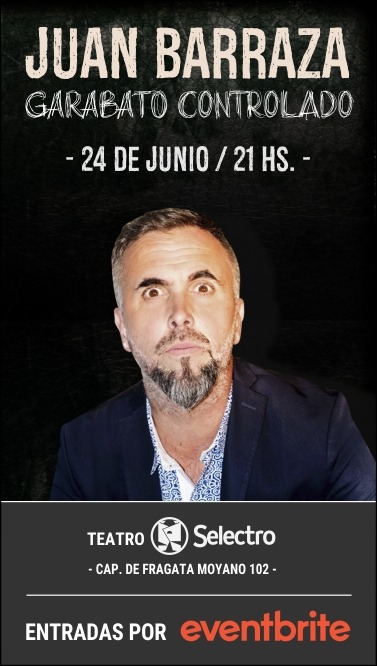 JUAN BARRAZA
GARABATO CONTROLADO
- 24 DE JUNIO / 21 HS. -
TEATRO Selectro
- CAP. DE FRAGATA MOYANO 102 -
ENTRADAS POR eventbrite